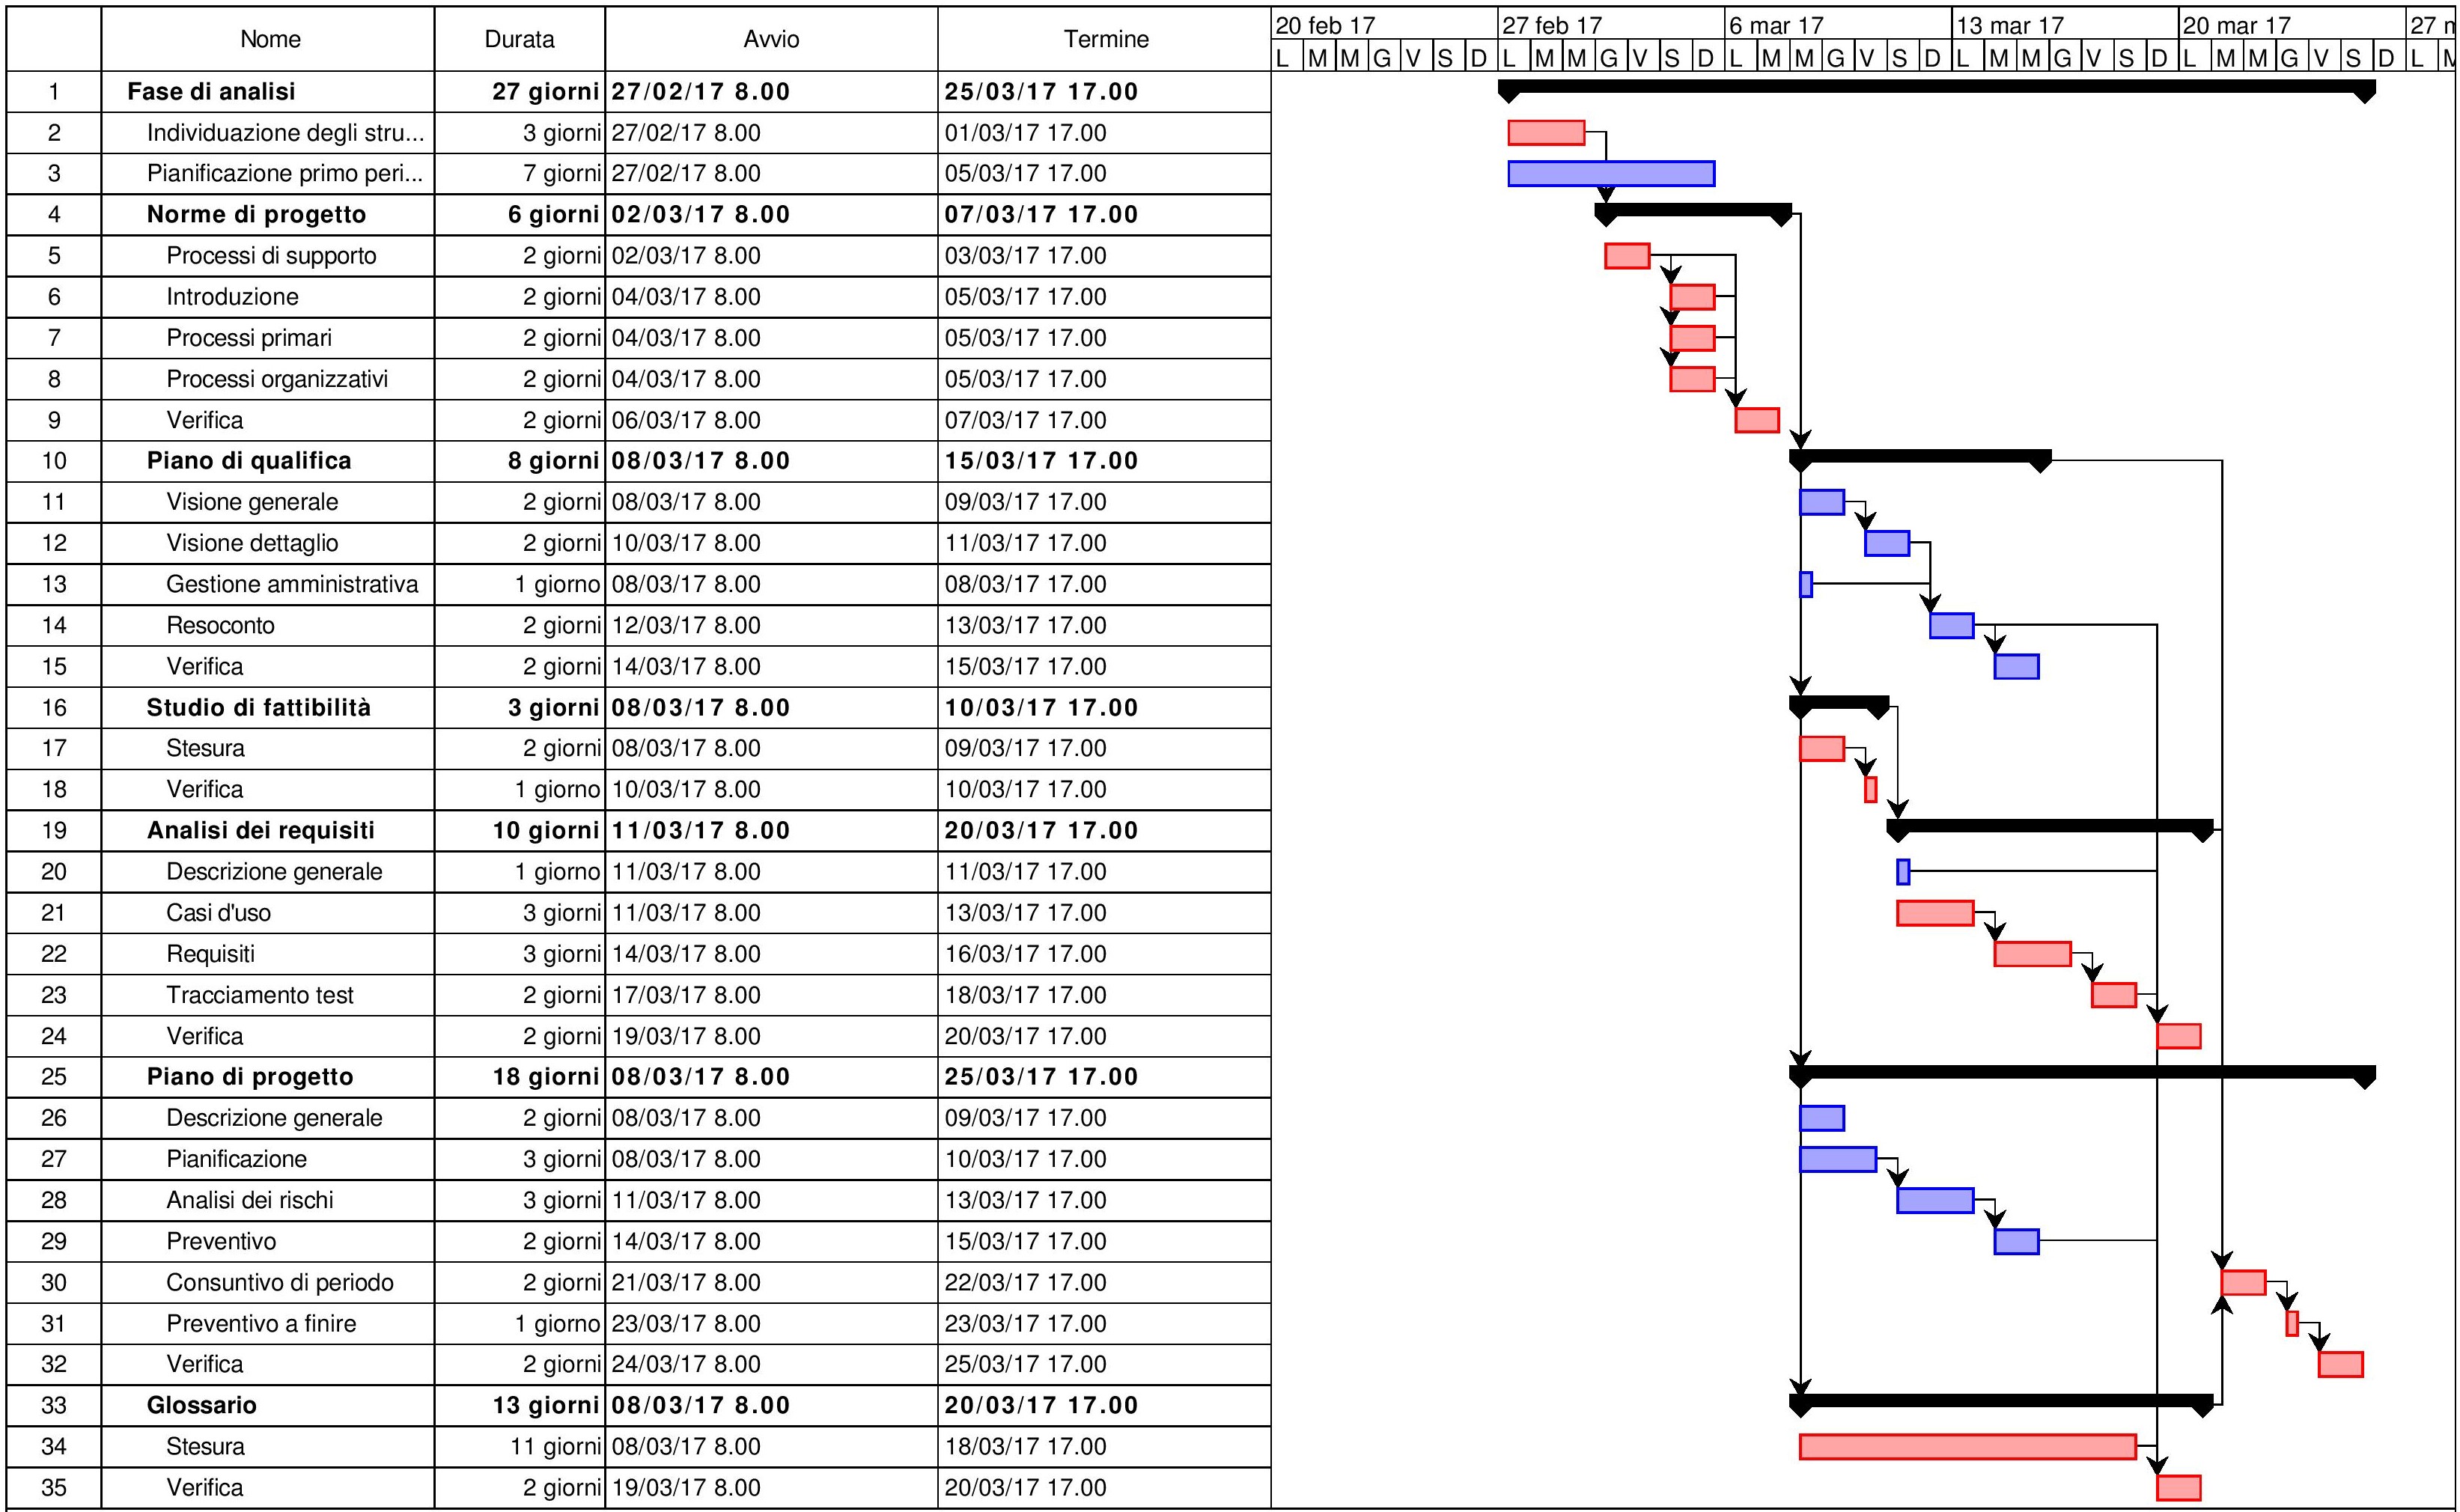 Nome Durata Avvio Termine 20 feb 17 27 feb 17 6 mar 17 13 mar 17 20 mar 17 27
L M M G V S D L M M G V S D L M M G V S D L M M G V S D L M M G V S D L
1 Fase di analisi 27 giorni 27/02/17 8.00 25/03/17 17.00
2 Individuazione degli stru... 3 giorni 27/02/17 8.00 01/03/17 17.00
3 Pianificazione primo peri... 7 giorni 27/02/17 8.00 05/03/17 17.00
4 Norme di progetto 6 giorni 02/03/17 8.00 07/03/17 17.00
5 Processi di supporto 2 giorni 02/03/17 8.00 03/03/17 17.00
6 Introduzione 2 giorni 04/03/17 8.00 05/03/17 17.00
7 Processi primari 2 giorni 04/03/17 8.00 05/03/17 17.00
8 Processi organizzativi 2 giorni 04/03/17 8.00 05/03/17 17.00
9 Verifica 2 giorni 06/03/17 8.00 07/03/17 17.00
10 Piano di qualifica 8 giorni 08/03/17 8.00 15/03/17 17.00
11 Visione generale 2 giorni 08/03/17 8.00 09/03/17 17.00
12 Visione dettaglio 2 giorni 10/03/17 8.00 11/03/17 17.00
13 Gestione amministrativa 1 giorno 08/03/17 8.00 08/03/17 17.00
14 Resoconto 2 giorni 12/03/17 8.00 13/03/17 17.00
15 Verifica 2 giorni 14/03/17 8.00 15/03/17 17.00
16 Studio di fattibilità 3 giorni 08/03/17 8.00 10/03/17 17.00
17 Stesura 2 giorni 08/03/17 8.00 09/03/17 17.00
18 Verifica 1 giorno 10/03/17 8.00 10/03/17 17.00
19 Analisi dei requisiti 10 giorni 11/03/17 8.00 20/03/17 17.00
20 Descrizione generale 1 giorno 11/03/17 8.00 11/03/17 17.00
21 Casi d'uso 3 giorni 11/03/17 8.00 13/03/17 17.00
22 Requisiti 3 giorni 14/03/17 8.00 16/03/17 17.00
23 Tracciamento test 2 giorni 17/03/17 8.00 18/03/17 17.00
24 Verifica 2 giorni 19/03/17 8.00 20/03/17 17.00
25 Piano di progetto 18 giorni 08/03/17 8.00 25/03/17 17.00
26 Descrizione generale 2 giorni 08/03/17 8.00 09/03/17 17.00
27 Pianificazione 3 giorni 08/03/17 8.00 10/03/17 17.00
28 Analisi dei rischi 3 giorni 11/03/17 8.00 13/03/17 17.00
29 Preventivo 2 giorni 14/03/17 8.00 15/03/17 17.00
30 Consuntivo di periodo 2 giorni 21/03/17 8.00 22/03/17 17.00
31 Preventivo a finire 1 giorno 23/03/17 8.00 23/03/17 17.00
32 Verifica 2 giorni 24/03/17 8.00 25/03/17 17.00
33 Glossario 13 giorni 08/03/17 8.00 20/03/17 17.00
34 Stesura 11 giorni 08/03/17 8.00 18/03/17 17.00
35 Verifica 2 giorni 19/03/17 8.00 20/03/17 17.00